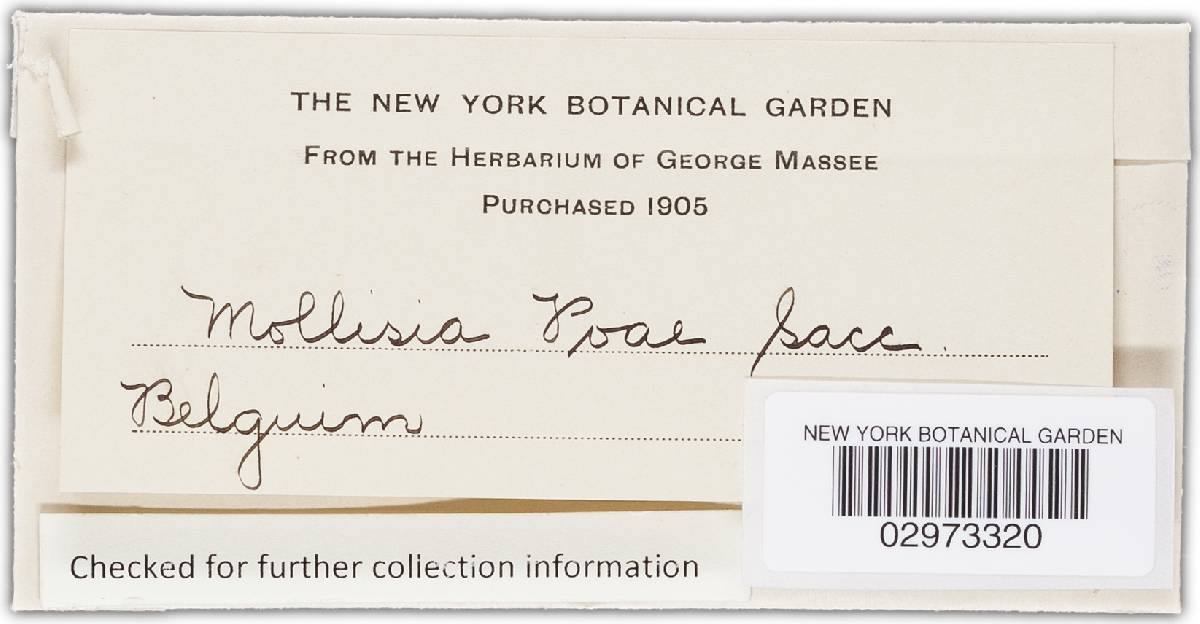 THE NEW YORK BOTANICAL GARDEN
FROM THE HERBARIUM OF GEORGE MASSEE
PURCHASED 1905
Mollisia Poae Sacc.
Belguim
NEW YORK BOTANICAL GARDEN
02973320
Checked for further collection information